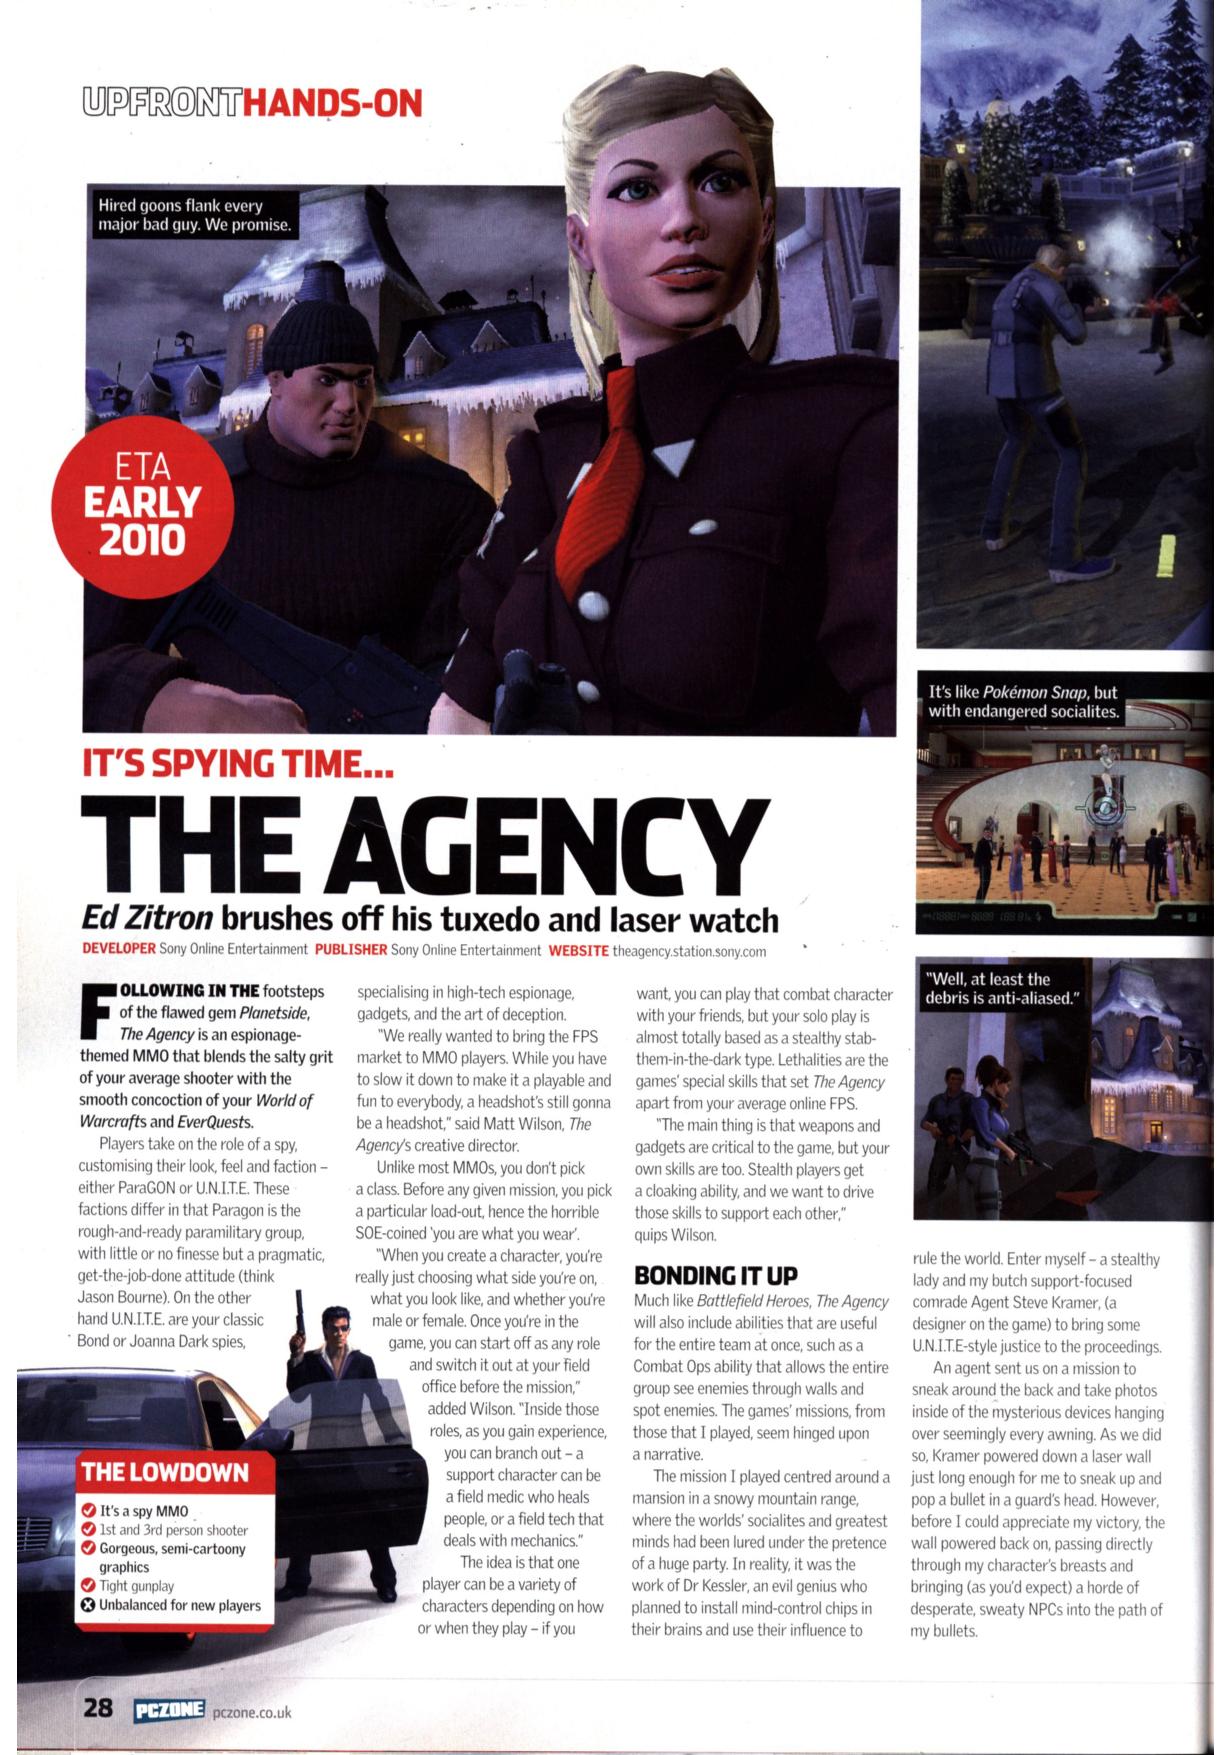 UPFRONTHANDS-ON
Hired goons flank every
major bad guy. We promise.
ETA
EARLY
2010
IT'S SPYING TIME...
THE AGENCY
Ed Zitron brushes off his tuxedo and laser watch
DEVELOPER Sony Online Entertainment PUBLISHER Sony Online Entertainment WEBSITE theagency.station.sony.com
FOLLOWING IN THE footsteps
of the flawed gem Planetside,
The Agency is an espionage-
themed MMO that blends the salty grit
of your average shooter with the
smooth concoction of your World of
Warcrafts and EverQuests.
Players take on the role of a spy,
customising their look, feel and faction –
either ParaGON or U.N.I.T.E. These
factions differ in that Paragon is the
rough-and-ready paramilitary group,
with little or no finesse but a pragmatic,
get-the-job-done attitude (think
Jason Bourne). On the other
hand U.N.I.T.E. are your classic
Bond or Joanna Dark spies,
THE LOWDOWN
It's a spy MMO
1st and 3rd person shooter
Gorgeous, semi-cartoony
graphics
Tight gunplay
Unbalanced for new players
specialising in high-tech espionage,
gadgets, and the art of deception.
"We really wanted to bring the FPS
market to MMO players. While you have
to slow it down to make it a playable and
fun to everybody, a headshot's still gonna
be a headshot," said Matt Wilson, The
Agency's creative director.
Unlike most MMOs, you don't pick
a class. Before any given mission, you pick
a particular load-out, hence the horrible
SOE-coined 'you are what you wear'.
"When you create a character, you're
really just choosing what side you're on,
what you look like, and whether you're
male or female. Once you're in the
game, you can start off as any role
and switch it out at your field
office before the mission,"
added Wilson. "Inside those
roles, as you gain experience,
you can branch out – a
support character can be
a field medic who heals
people, or a field tech that
deals with mechanics."
The idea is that one
player can be a variety of
characters depending on how
or when they play – if you
want, you can play that combat character
with your friends, but your solo play is
almost totally based as a stealthy stab-
them-in-the-dark type. Lethalities are the
games' special skills that set The Agency
apart from your average online FPS.
"The main thing is that weapons and
gadgets are critical to the game, but your
own skills are too. Stealth players get
a cloaking ability, and we want to drive
those skills to support each other,"
quips Wilson.
BONDING IT UP
Much like Battlefield Heroes, The Agency
will also include abilities that are useful
for the entire team at once, such as a
Combat Ops ability that allows the entire
group see enemies through walls and
spot enemies. The games' missions, from
those that I played, seem hinged upon
a narrative.
The mission I played centred around a
mansion in a snowy mountain range,
where the worlds' socialites and greatest
minds had been lured under the pretence
of a huge party. In reality, it was the
work of Dr Kessler, an evil genius who
planned to install mind-control chips in
their brains and use their influence to
It's like Pokémon Snap, but
with endangered socialites.
"Well, at least the
debris is anti-aliased."
rule the world. Enter myself – a stealthy
lady and my butch support-focused
comrade Agent Steve Kramer, (a
designer on the game) to bring some
U.N.I.T.E-style justice to the proceedings.
An agent sent us on a mission to
sneak around the back and take photos
inside of the mysterious devices hanging
over seemingly every awning. As we did
so, Kramer powered down a laser wall
just long enough for me to sneak up and
pop a bullet in a guard's head. However,
before I could appreciate my victory, the
wall powered back on, passing directly
through my character's breasts and
bringing (as you'd expect) a horde of
desperate, sweaty NPCs into the path of
my bullets.
28 PCZONE pczone.co.uk